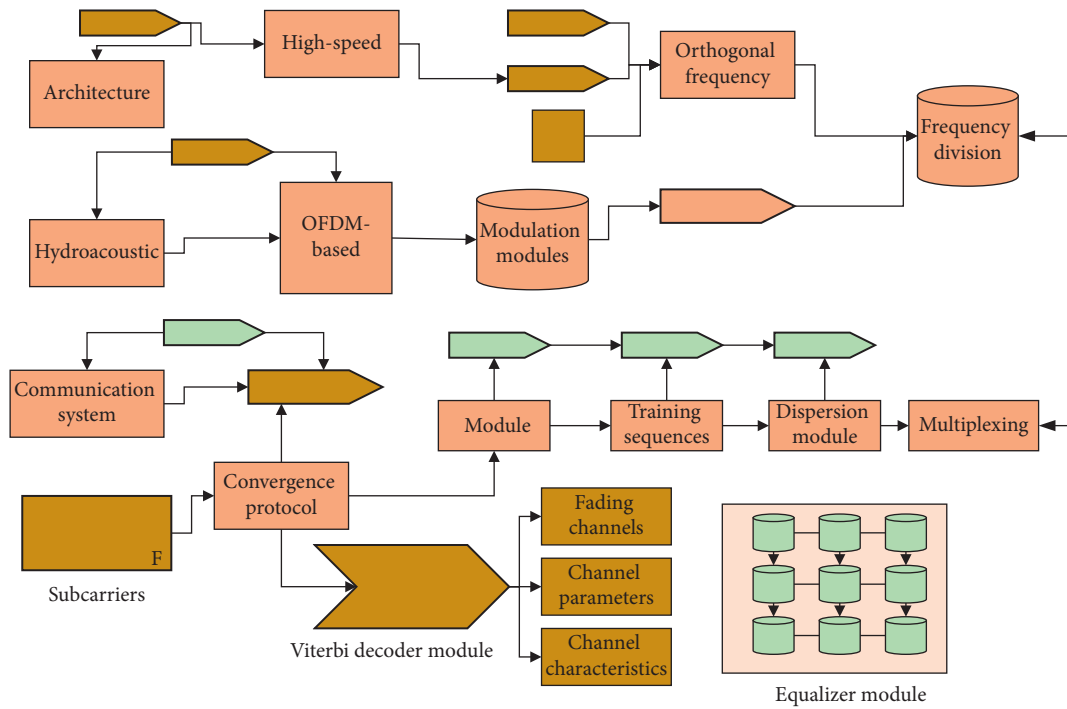 High-speed
Orthogonal
frequency
Architecture
Frequency
division
Hydroacoustic
OFDM-
based
Modulation
modules
Communication
system
Module
Training
sequences
Dispersion
module
Multiplexing
Convergence
protocol
F
Subcarriers
Viterbi decoder module
Fading
channels
Channel
parameters
Channel
characteristics
Equalizer module